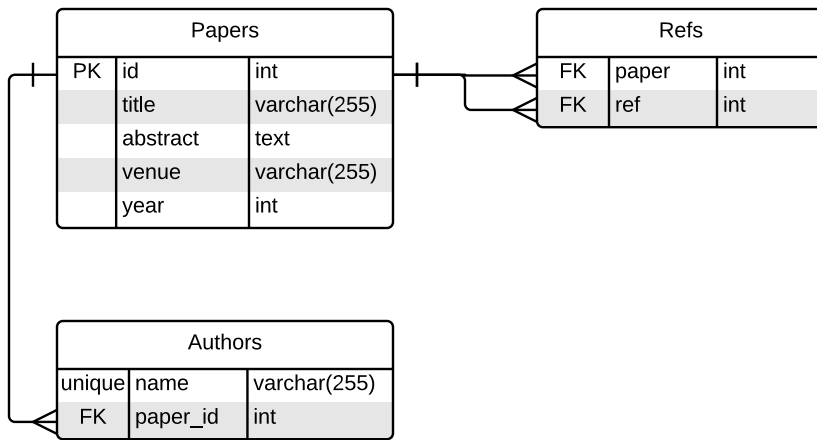 Papers
PK id int
title varchar(255)
abstract text
venue varchar(255)
year int
Refs
FK paper int
FK ref int
Authors
unique name varchar(255)
FK paper_id int